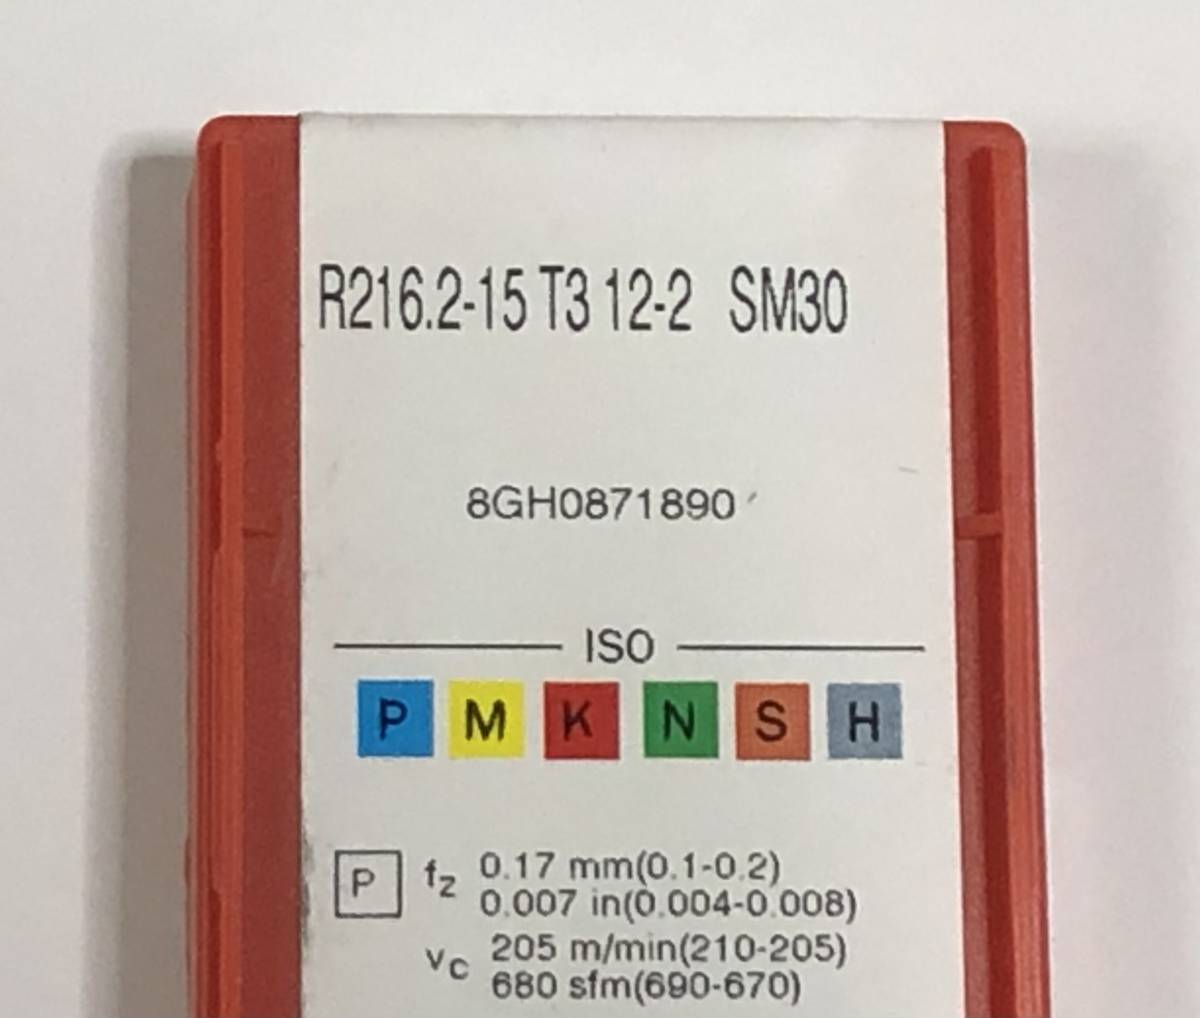 R216.2-15 T3 12-2 SM30
8GH0871890
ISO
P M K N S H
P fz 0.17 mm(0.1-0.2)
0.007 in(0.004-0.008)
vc 205 m/min(210-205)
680 sfm(690-670)